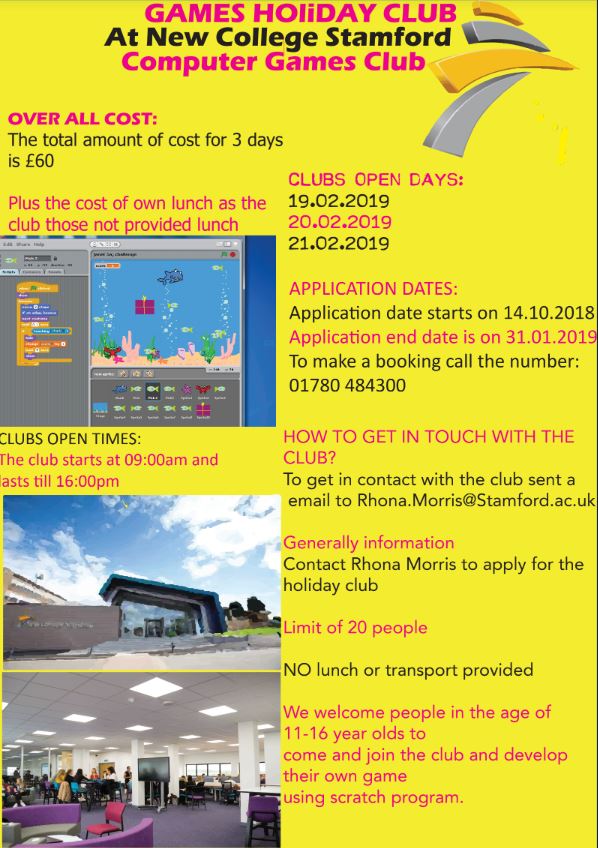 GAMES HOLiDAY CLUB
At New College Stamford
Computer Games Club
OVER ALL COST:
The total amount of cost for 3 days
is £60
Plus the cost of own lunch as the
club those not provided lunch
CLUBS OPEN DAYS:
19.02.2019
20.02.2019
21.02.2019
APPLICATION DATES:
Application date starts on 14.10.2018
Application end date is on 31.01.2019
To make a booking call the number:
01780 484300
CLUBS OPEN TIMES:
The club starts at 09:00am and
lasts till 16:00pm
HOW TO GET IN TOUCH WITH THE
CLUB?
To get in contact with the club sent a
email to Rhona.Morris@Stamford.ac.uk
Generally information
Contact Rhona Morris to apply for the
holiday club
Limit of 20 people
NO lunch or transport provided
We welcome people in the age of
11-16 year olds to
come and join the club and develop
their own game
using scratch program.